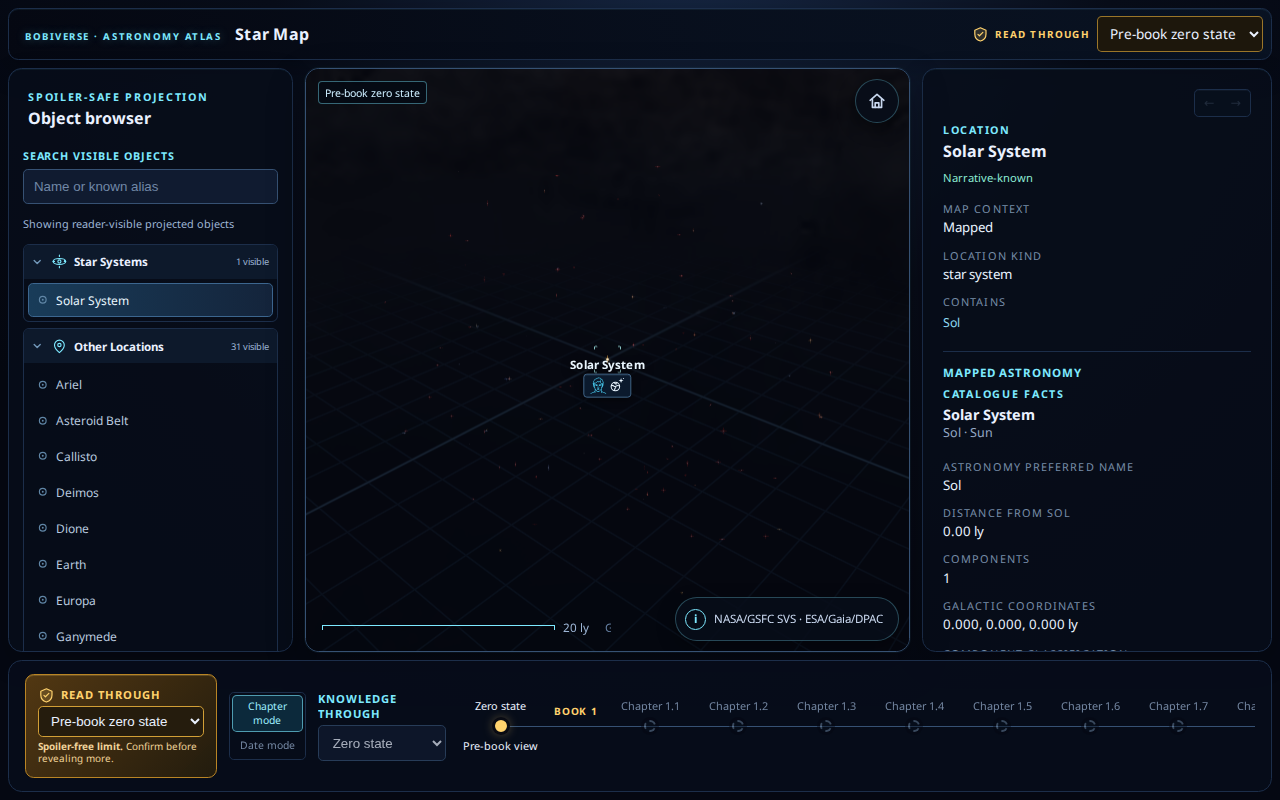 BOBIVERSE · ASTRONOMY ATLAS Star Map
READ THROUGH Pre-book zero state
SPOILER-SAFE PROJECTION
Object browser
SEARCH VISIBLE OBJECTS
Name or known alias
Showing reader-visible projected objects
Star Systems 1 visible
Solar System
Other Locations 31 visible
Ariel
Asteroid Belt
Callisto
Deimos
Dione
Earth
Europa
Ganymede
Pre-book zero state
Solar System
20 ly
NASA/GSFC SVS · ESA/Gaia/DPAC
← →
LOCATION
Solar System
Narrative-known
MAP CONTEXT
Mapped
LOCATION KIND
star system
CONTAINS
Sol
MAPPED ASTRONOMY
CATALOGUE FACTS
Solar System
Sol · Sun
ASTRONOMY PREFERRED NAME
Sol
DISTANCE FROM SOL
0.00 ly
COMPONENTS
1
GALACTIC COORDINATES
0.000, 0.000, 0.000 ly
READ THROUGH
Pre-book zero state
Spoiler-free limit. Confirm before
revealing more.
Chapter
mode
Date mode
KNOWLEDGE
THROUGH
Zero state
Zero state
Pre-book view
BOOK 1
Chapter 1.1
Chapter 1.2
Chapter 1.3
Chapter 1.4
Chapter 1.5
Chapter 1.6
Chapter 1.7
Cha